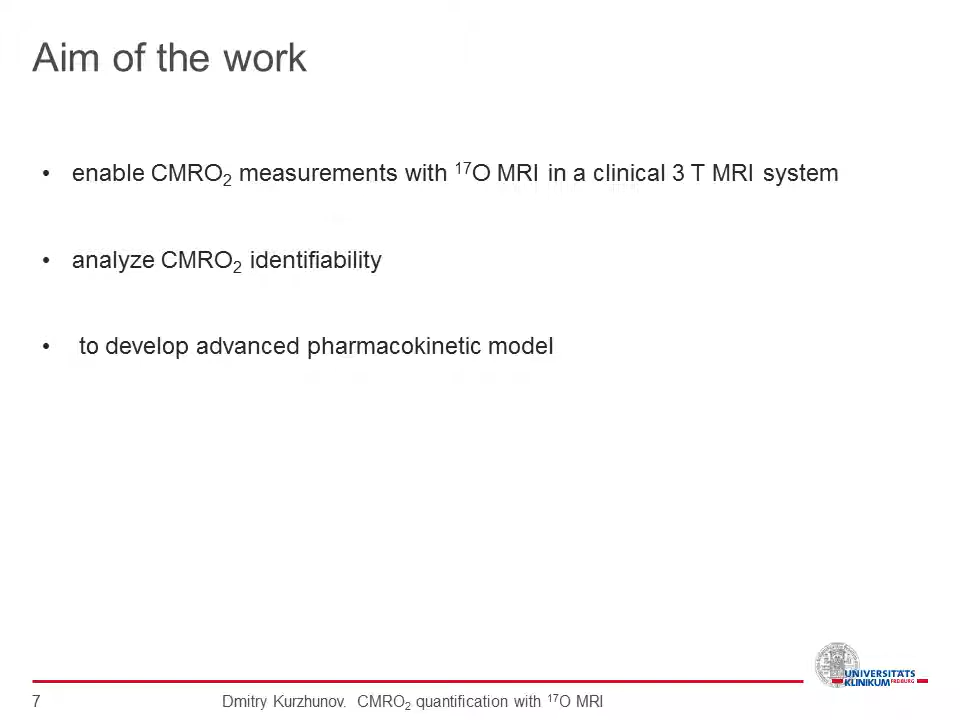 Aim of the work
• enable CMRO₂ measurements with ¹⁷O MRI in a clinical 3 T MRI system
• analyze CMRO₂ identifiability
• to develop advanced pharmacokinetic model
UNIVERSITÄTS
KLINIKUM FREIBURG
7 Dmitry Kurzhunov. CMRO₂ quantification with ¹⁷O MRI